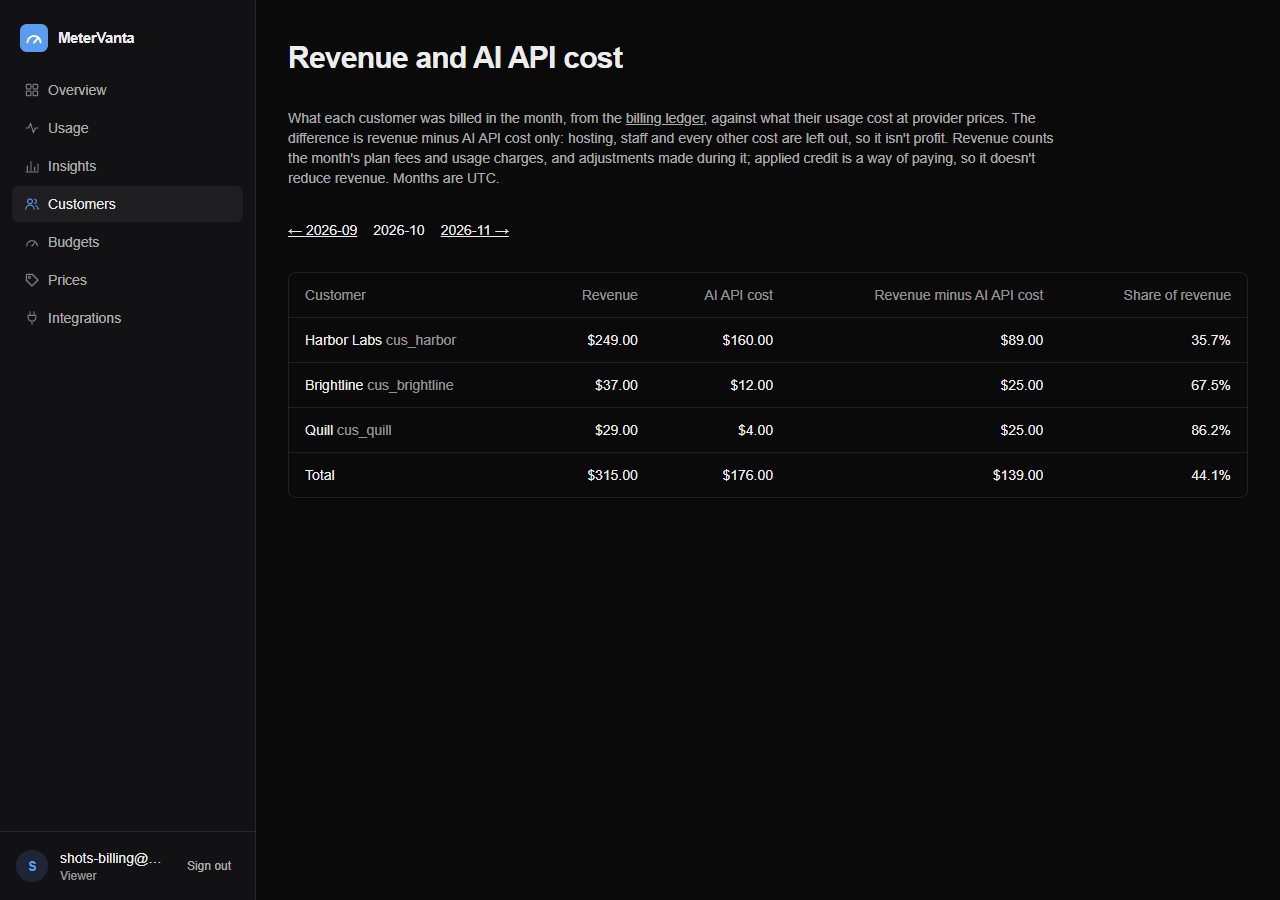 MeterVanta
Overview
Usage
Insights
Customers
Budgets
Prices
Integrations
shots-billing@...
Viewer
Sign out
Revenue and AI API cost
What each customer was billed in the month, from the billing ledger, against what their usage cost at provider prices. The
difference is revenue minus AI API cost only: hosting, staff and every other cost are left out, so it isn't profit. Revenue counts
the month's plan fees and usage charges, and adjustments made during it; applied credit is a way of paying, so it doesn't
reduce revenue. Months are UTC.
← 2026-09 2026-10 2026-11 →
Customer Revenue AI API cost Revenue minus AI API cost Share of revenue
Harbor Labs cus_harbor $249.00 $160.00 $89.00 35.7%
Brightline cus_brightline $37.00 $12.00 $25.00 67.5%
Quill cus_quill $29.00 $4.00 $25.00 86.2%
Total $315.00 $176.00 $139.00 44.1%
S